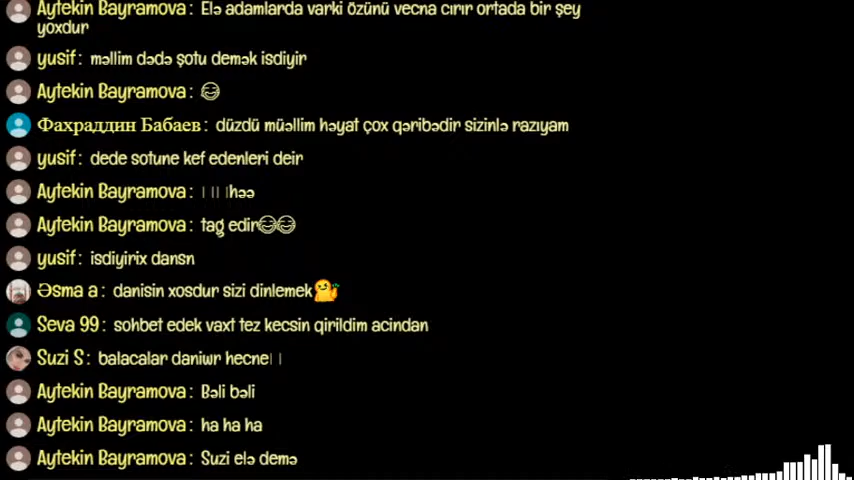 Aytekin Bayramova: Elə adamlarda varki özünü vecna cırır ortada bir şey
yoxdur
yusif: məllim dədə şotu demək isdiyir
Aytekin Bayramova: 😂
Фахраддин Бабаев: düzdü müəllim həyat çox qəribədir sizinlə razıyam
yusif: dede sotune kef edenleri deir
Aytekin Bayramova: həə
Aytekin Bayramova: tag edir😂😂
yusif: isdiyirix dansn
Əsma a: danisin xosdur sizi dinlemek
Seva 99: sohbet edek vaxt tez kecsin qirildim acindan
Suzi S: balacalar daniwr hecne
Aytekin Bayramova: Bəli bəli
Aytekin Bayramova: ha ha ha
Aytekin Bayramova: Suzi elə demə